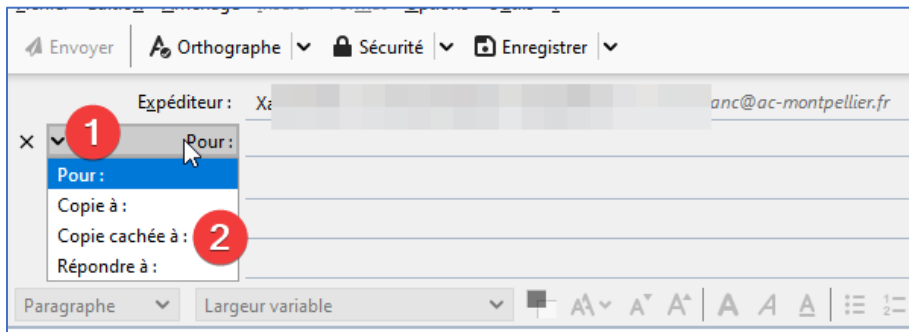 Envoyer Orthographe Sécurité Enregistrer
Expéditeur : Xa anc@ac-montpellier.fr
1 Pour :
Pour :
Copie à :
Copie cachée à : 2
Répondre à :
Paragraphe Largeur variable